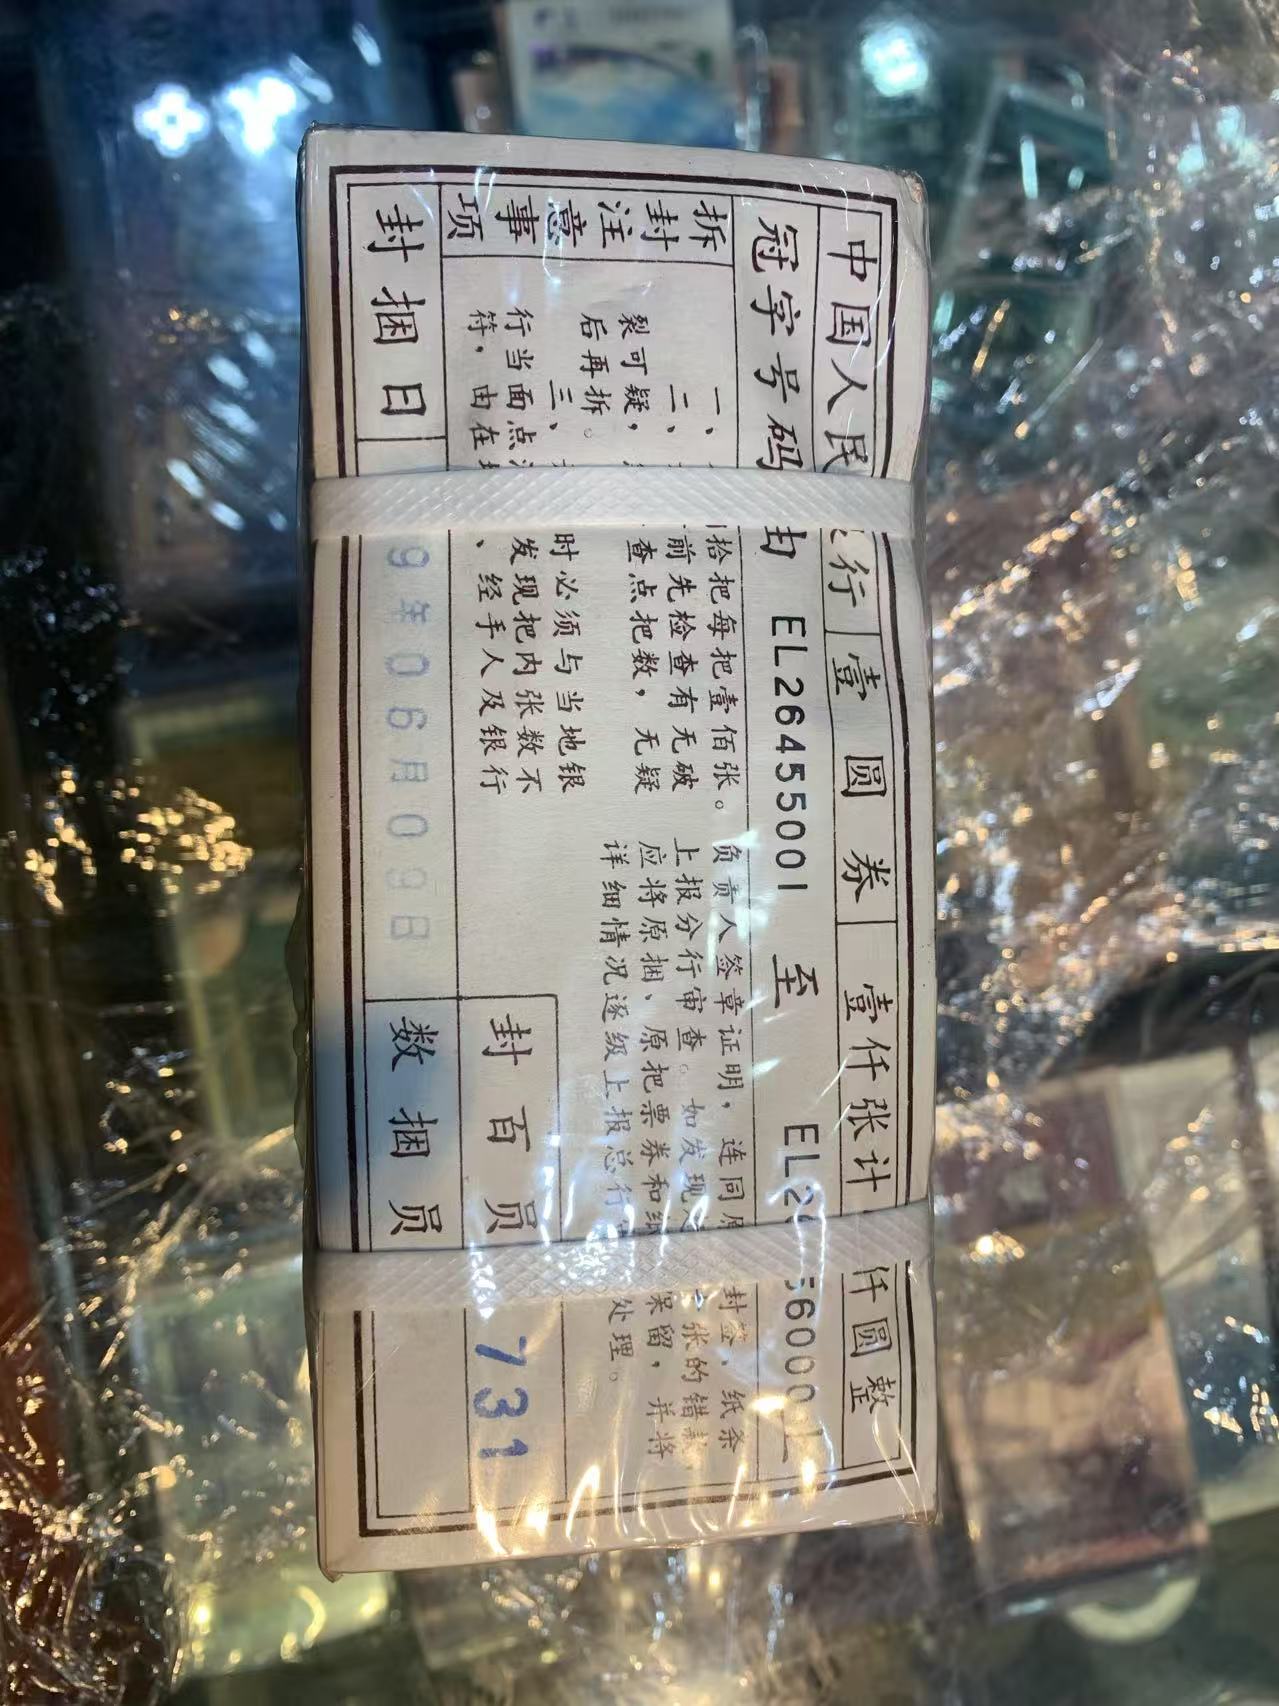 中国人民 行 壹圆券 壹仟张计 仟圆整
冠字号码 由 EL26455001 至 EL2 56000
拆封注意事项
一、 拾把每把壹佰张。
二、 前先检查有无破
裂可疑, 查点把数,无疑
后再拆。
三、 时必须与当地银
行当面点 发现把内张数不
符,由在 、经手人及银行
负责人签章证明,连同原 封签、纸条
上报分行审查。如发现 张的错款
应将原捆、原把票券和纸 保留,并将
详细情况逐级上报总行 处理。
封百员 731
封捆日 9年06月09日 数捆员